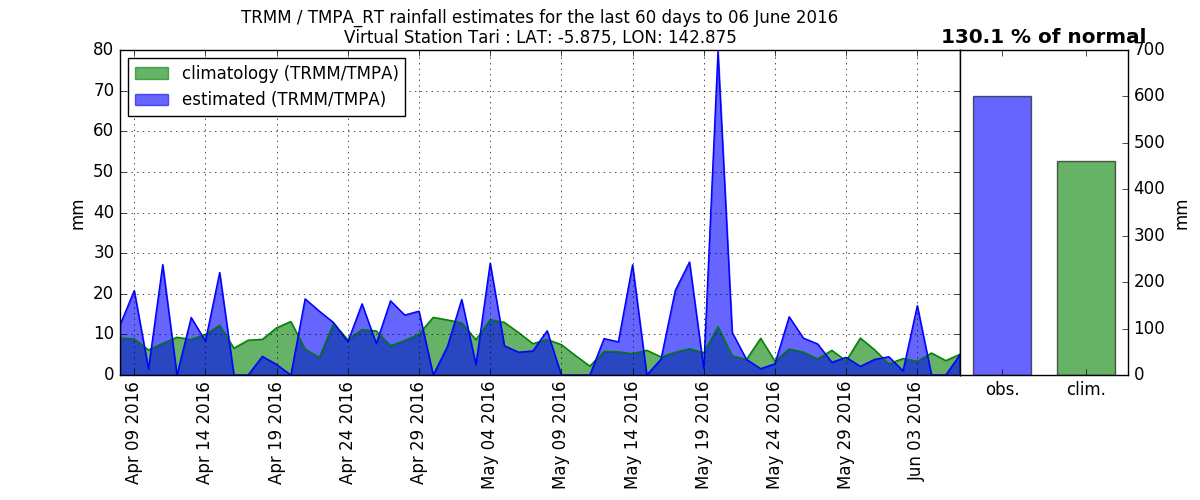 TRMM / TMPA_RT rainfall estimates for the last 60 days to 06 June 2016
Virtual Station Tari : LAT: -5.875, LON: 142.875
130.1 % of normal
climatology (TRMM/TMPA)
estimated (TRMM/TMPA)
mm
80
70
60
50
40
30
20
10
0
Apr 09 2016
Apr 14 2016
Apr 19 2016
Apr 24 2016
Apr 29 2016
May 04 2016
May 09 2016
May 14 2016
May 19 2016
May 24 2016
May 29 2016
Jun 03 2016
700
600
500
400
300
200
100
0
mm
obs.
clim.